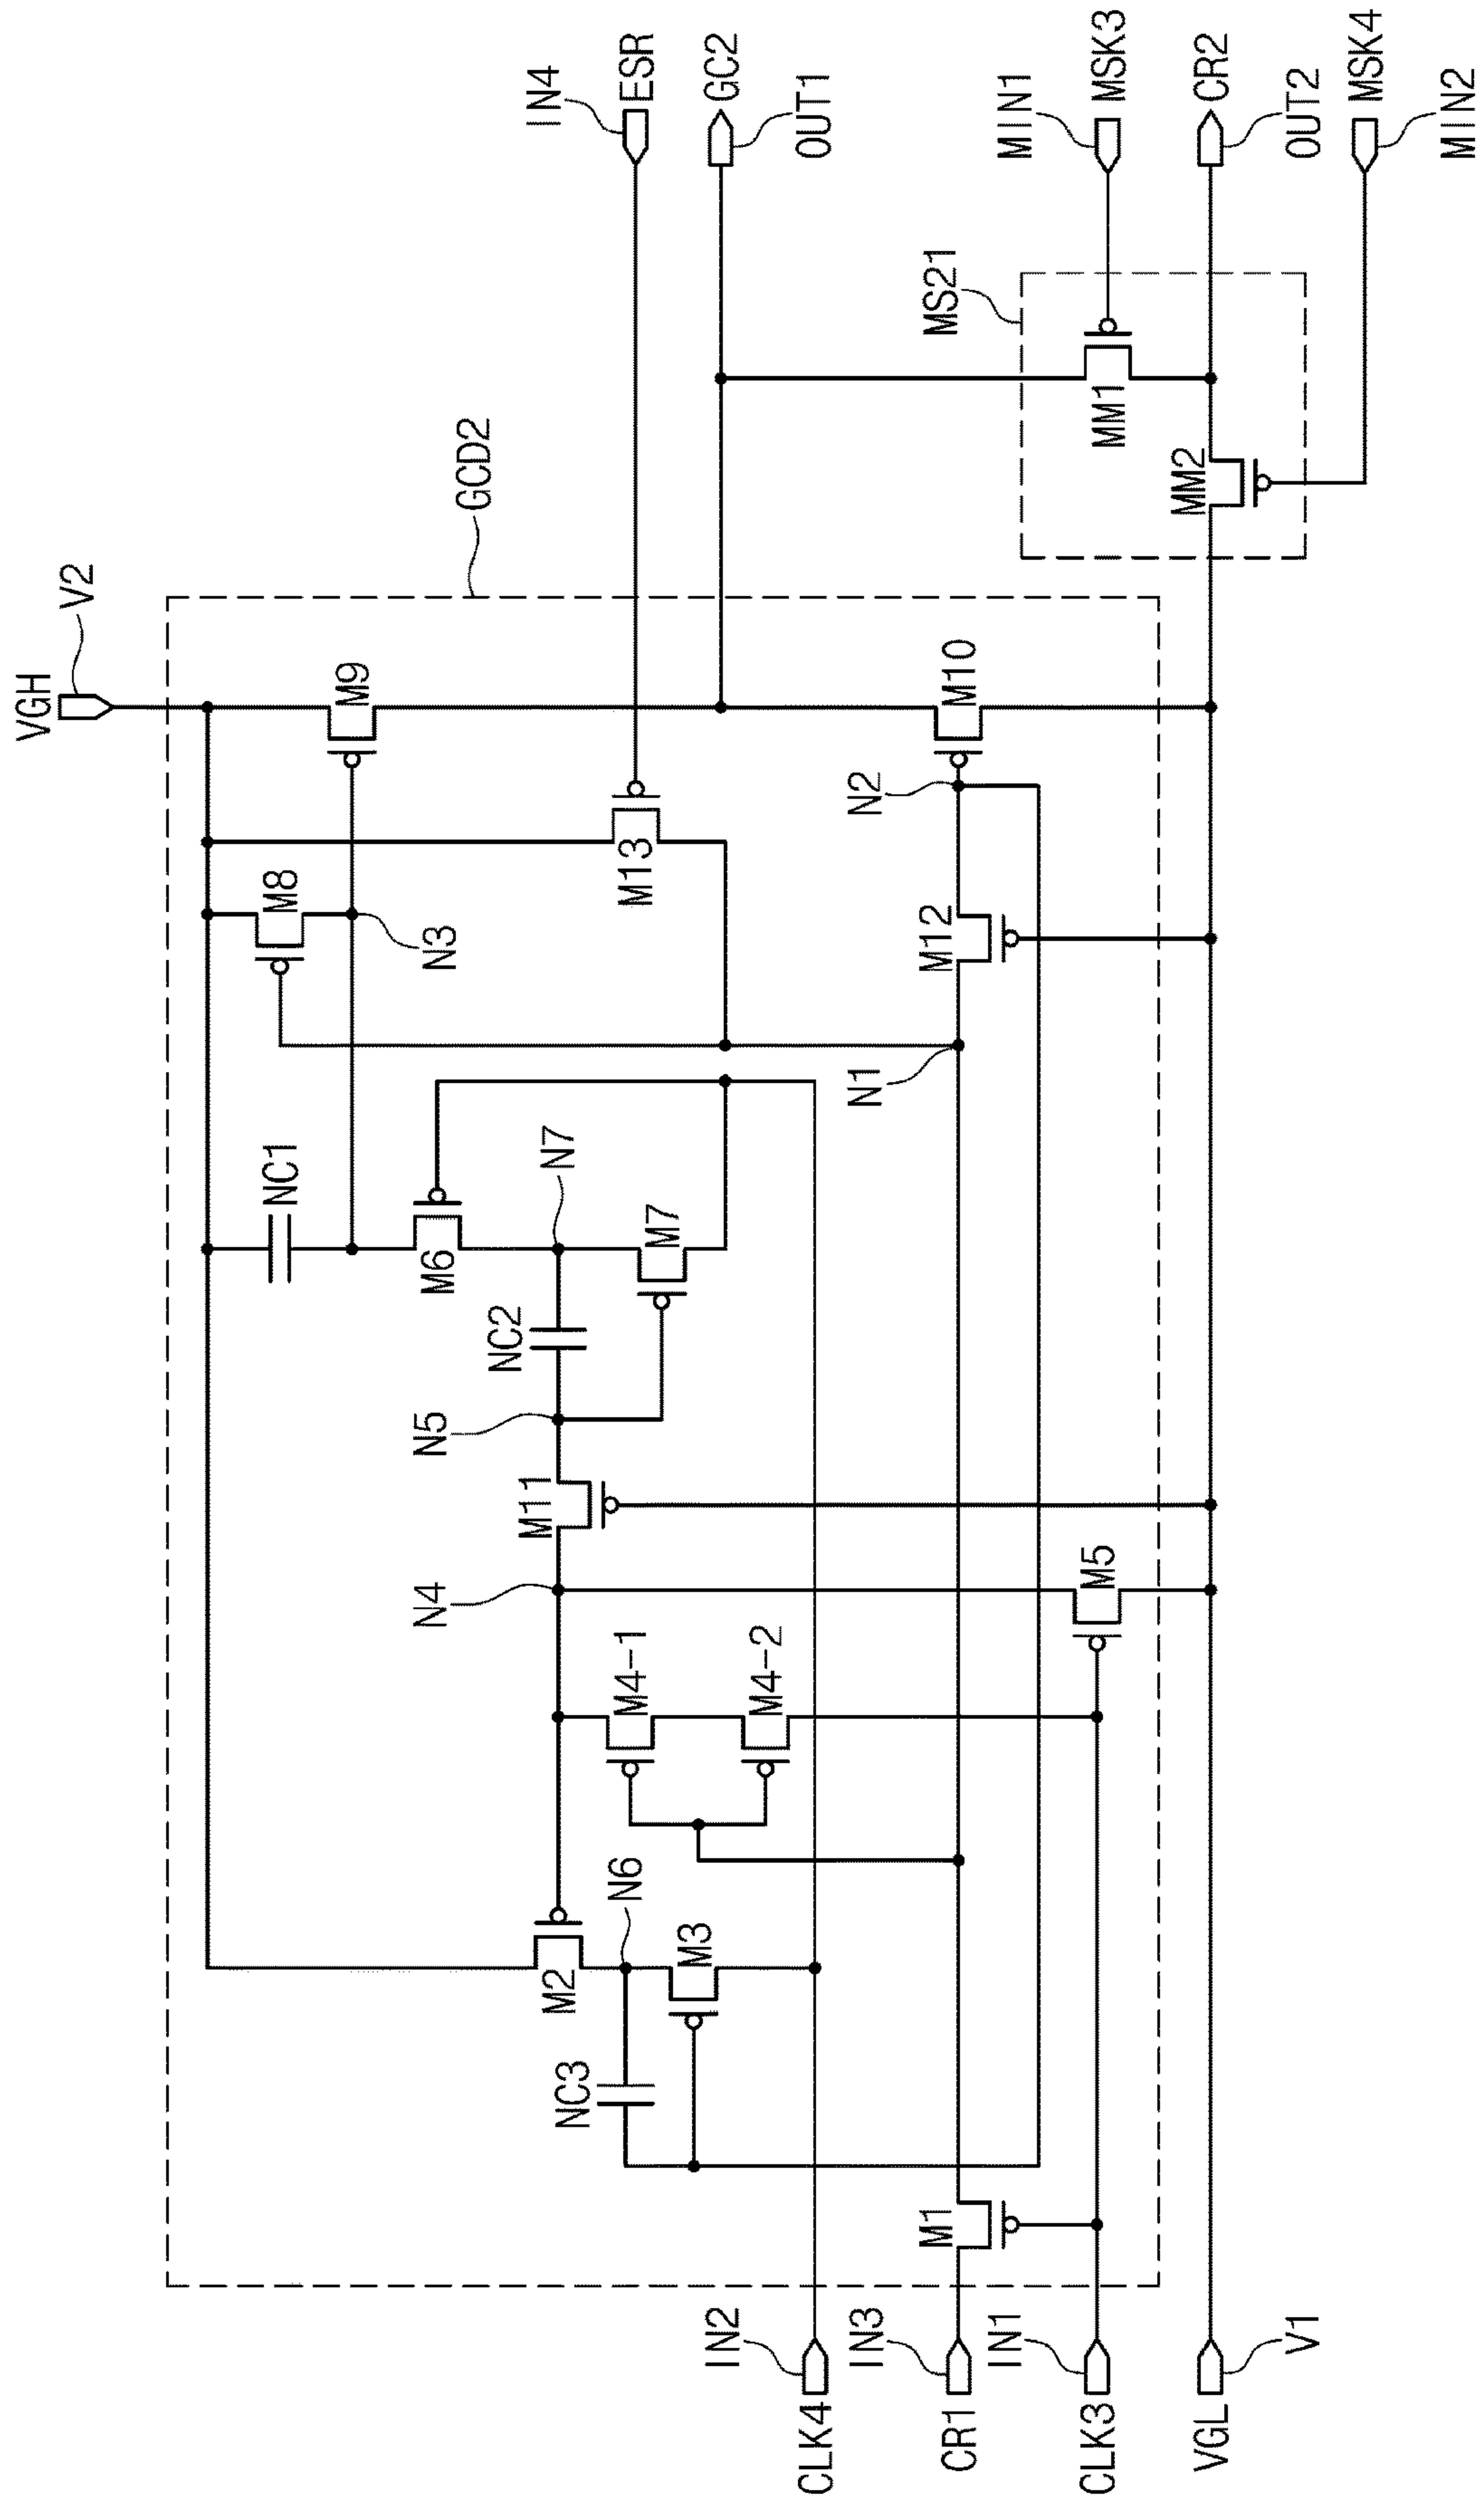 VGH
V2
GCD2
IN4
ESR
GC2
OUT1
MIN1
MSK3
CR2
OUT2
MSK4
MIN2
MS21
MM1
MM2
M9
M10
N2
M13
M8
N3
M12
N1
NC1
M6
N7
M7
NC2
N5
M11
N4
M5
M4-1
M4-2
N6
M2
M3
NC3
M1
IN2
CLK4
IN3
CR1
IN1
CLK3
V1
VGL